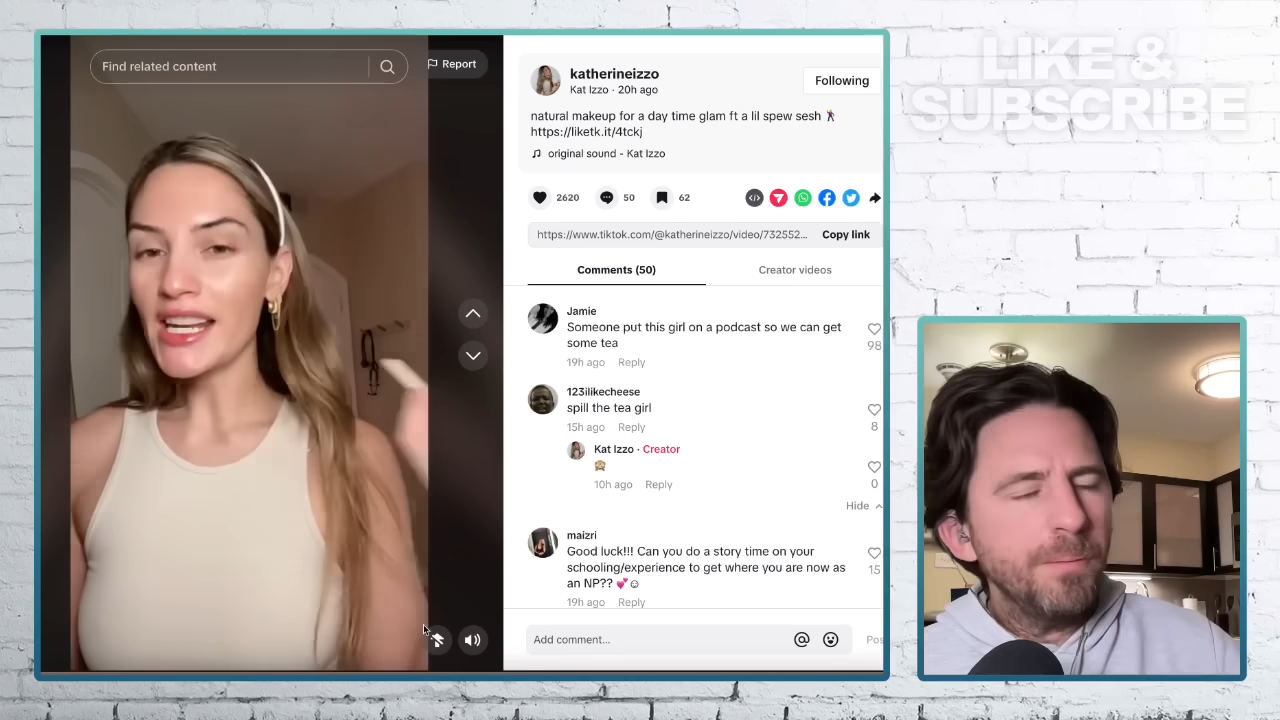 LIKE &
SUBSCRIBE
Find related content
Report
katherineizzo
Kat Izzo · 20h ago
Following
natural makeup for a day time glam ft a lil spew sesh 
https://liketk.it/4tckj
original sound - Kat Izzo
2620
50
62
https://www.tiktok.com/@katherineizzo/video/732552...
Copy link
Comments (50)
Creator videos
Jamie
Someone put this girl on a podcast so we can get
some tea
98
19h ago
Reply
123ilikecheese
spill the tea girl
8
15h ago
Reply
Kat Izzo · Creator
🙈
0
10h ago
Reply
Hide
maizri
Good luck!!! Can you do a story time on your
schooling/experience to get where you are now as
an NP?? 💕☺
15
19h ago
Reply
Add comment...
Pos